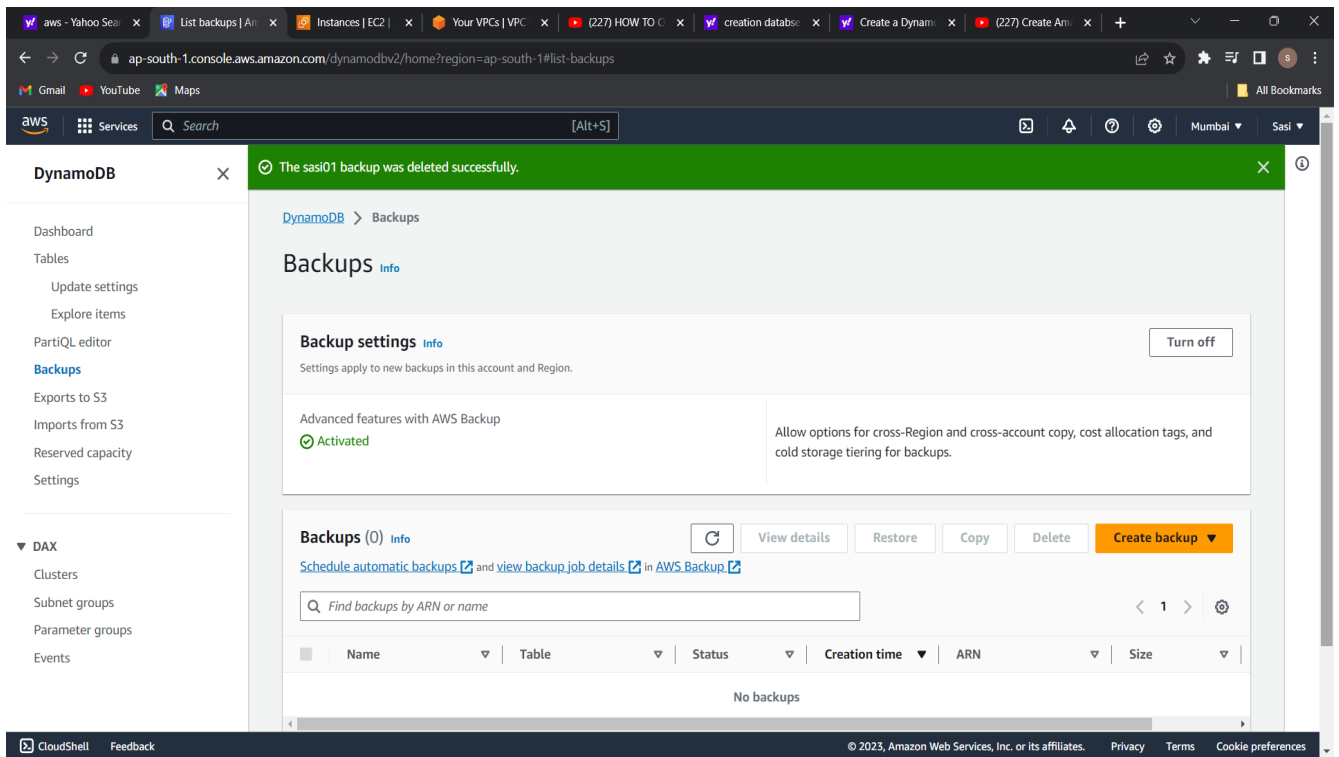 aws - Yahoo Sear
List backups | Am
Instances | EC2 |
Your VPCs | VPC
(227) HOW TO C
creation databse
Create a Dynamo
(227) Create Ama
ap-south-1.console.aws.amazon.com/dynamodbv2/home?region=ap-south-1#list-backups
S
Gmail YouTube Maps All Bookmarks
aws Services Search [Alt+S] Mumbai ▼ Sasi ▼
DynamoDB
The sasi01 backup was deleted successfully.
Dashboard
Tables
Update settings
Explore items
PartiQL editor
Backups
Exports to S3
Imports from S3
Reserved capacity
Settings
▼ DAX
Clusters
Subnet groups
Parameter groups
Events
DynamoDB > Backups
Backups Info
Backup settings Info Turn off
Settings apply to new backups in this account and Region.
Advanced features with AWS Backup
Activated
Allow options for cross-Region and cross-account copy, cost allocation tags, and
cold storage tiering for backups.
Backups (0) Info View details Restore Copy Delete Create backup ▼
Schedule automatic backups and view backup job details in AWS Backup
Find backups by ARN or name < 1 >
Name Table Status Creation time ▼ ARN Size
No backups
CloudShell Feedback © 2023, Amazon Web Services, Inc. or its affiliates. Privacy Terms Cookie preferences